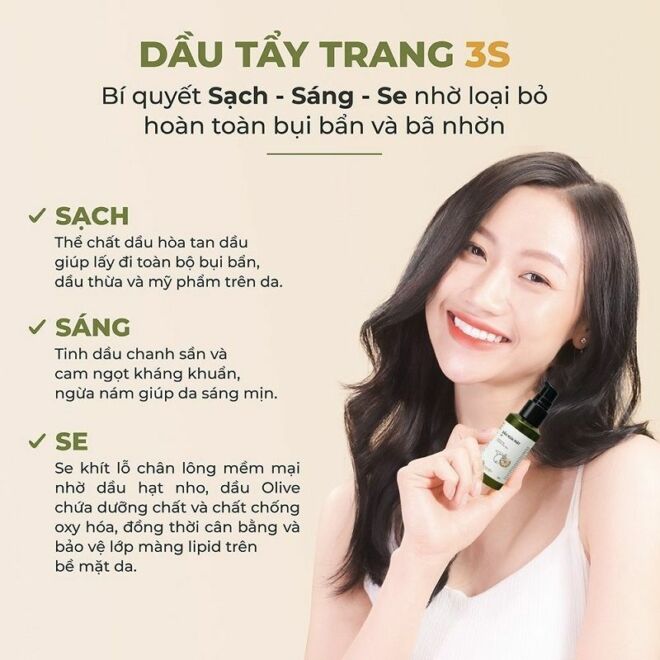 DẦU TẨY TRANG 3S
Bí quyết Sạch - Sáng - Se nhờ loại bỏ
hoàn toàn bụi bẩn và bã nhờn
SẠCH
Thể chất dầu hòa tan dầu
giúp lấy đi toàn bộ bụi bẩn,
dầu thừa và mỹ phẩm trên da.
SÁNG
Tinh dầu chanh sần và
cam ngọt kháng khuẩn,
ngừa nám giúp da sáng mịn.
SE
Se khít lỗ chân lông mềm mại
nhờ dầu hạt nho, dầu Olive
chứa dưỡng chất và chất chống
oxy hóa, đồng thời cân bằng và
bảo vệ lớp màng lipid trên
bề mặt da.